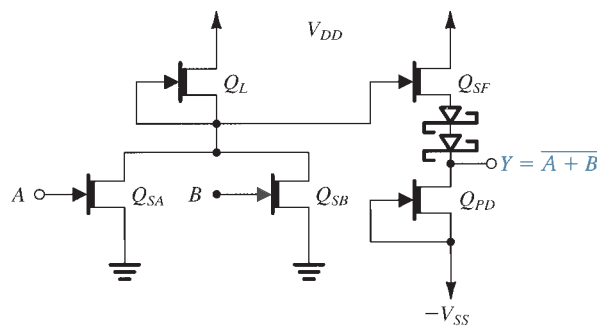 V_DD
Q_L
Q_SF
Y = \overline{A + B}
A
Q_SA
B
Q_SB
Q_PD
−V_SS